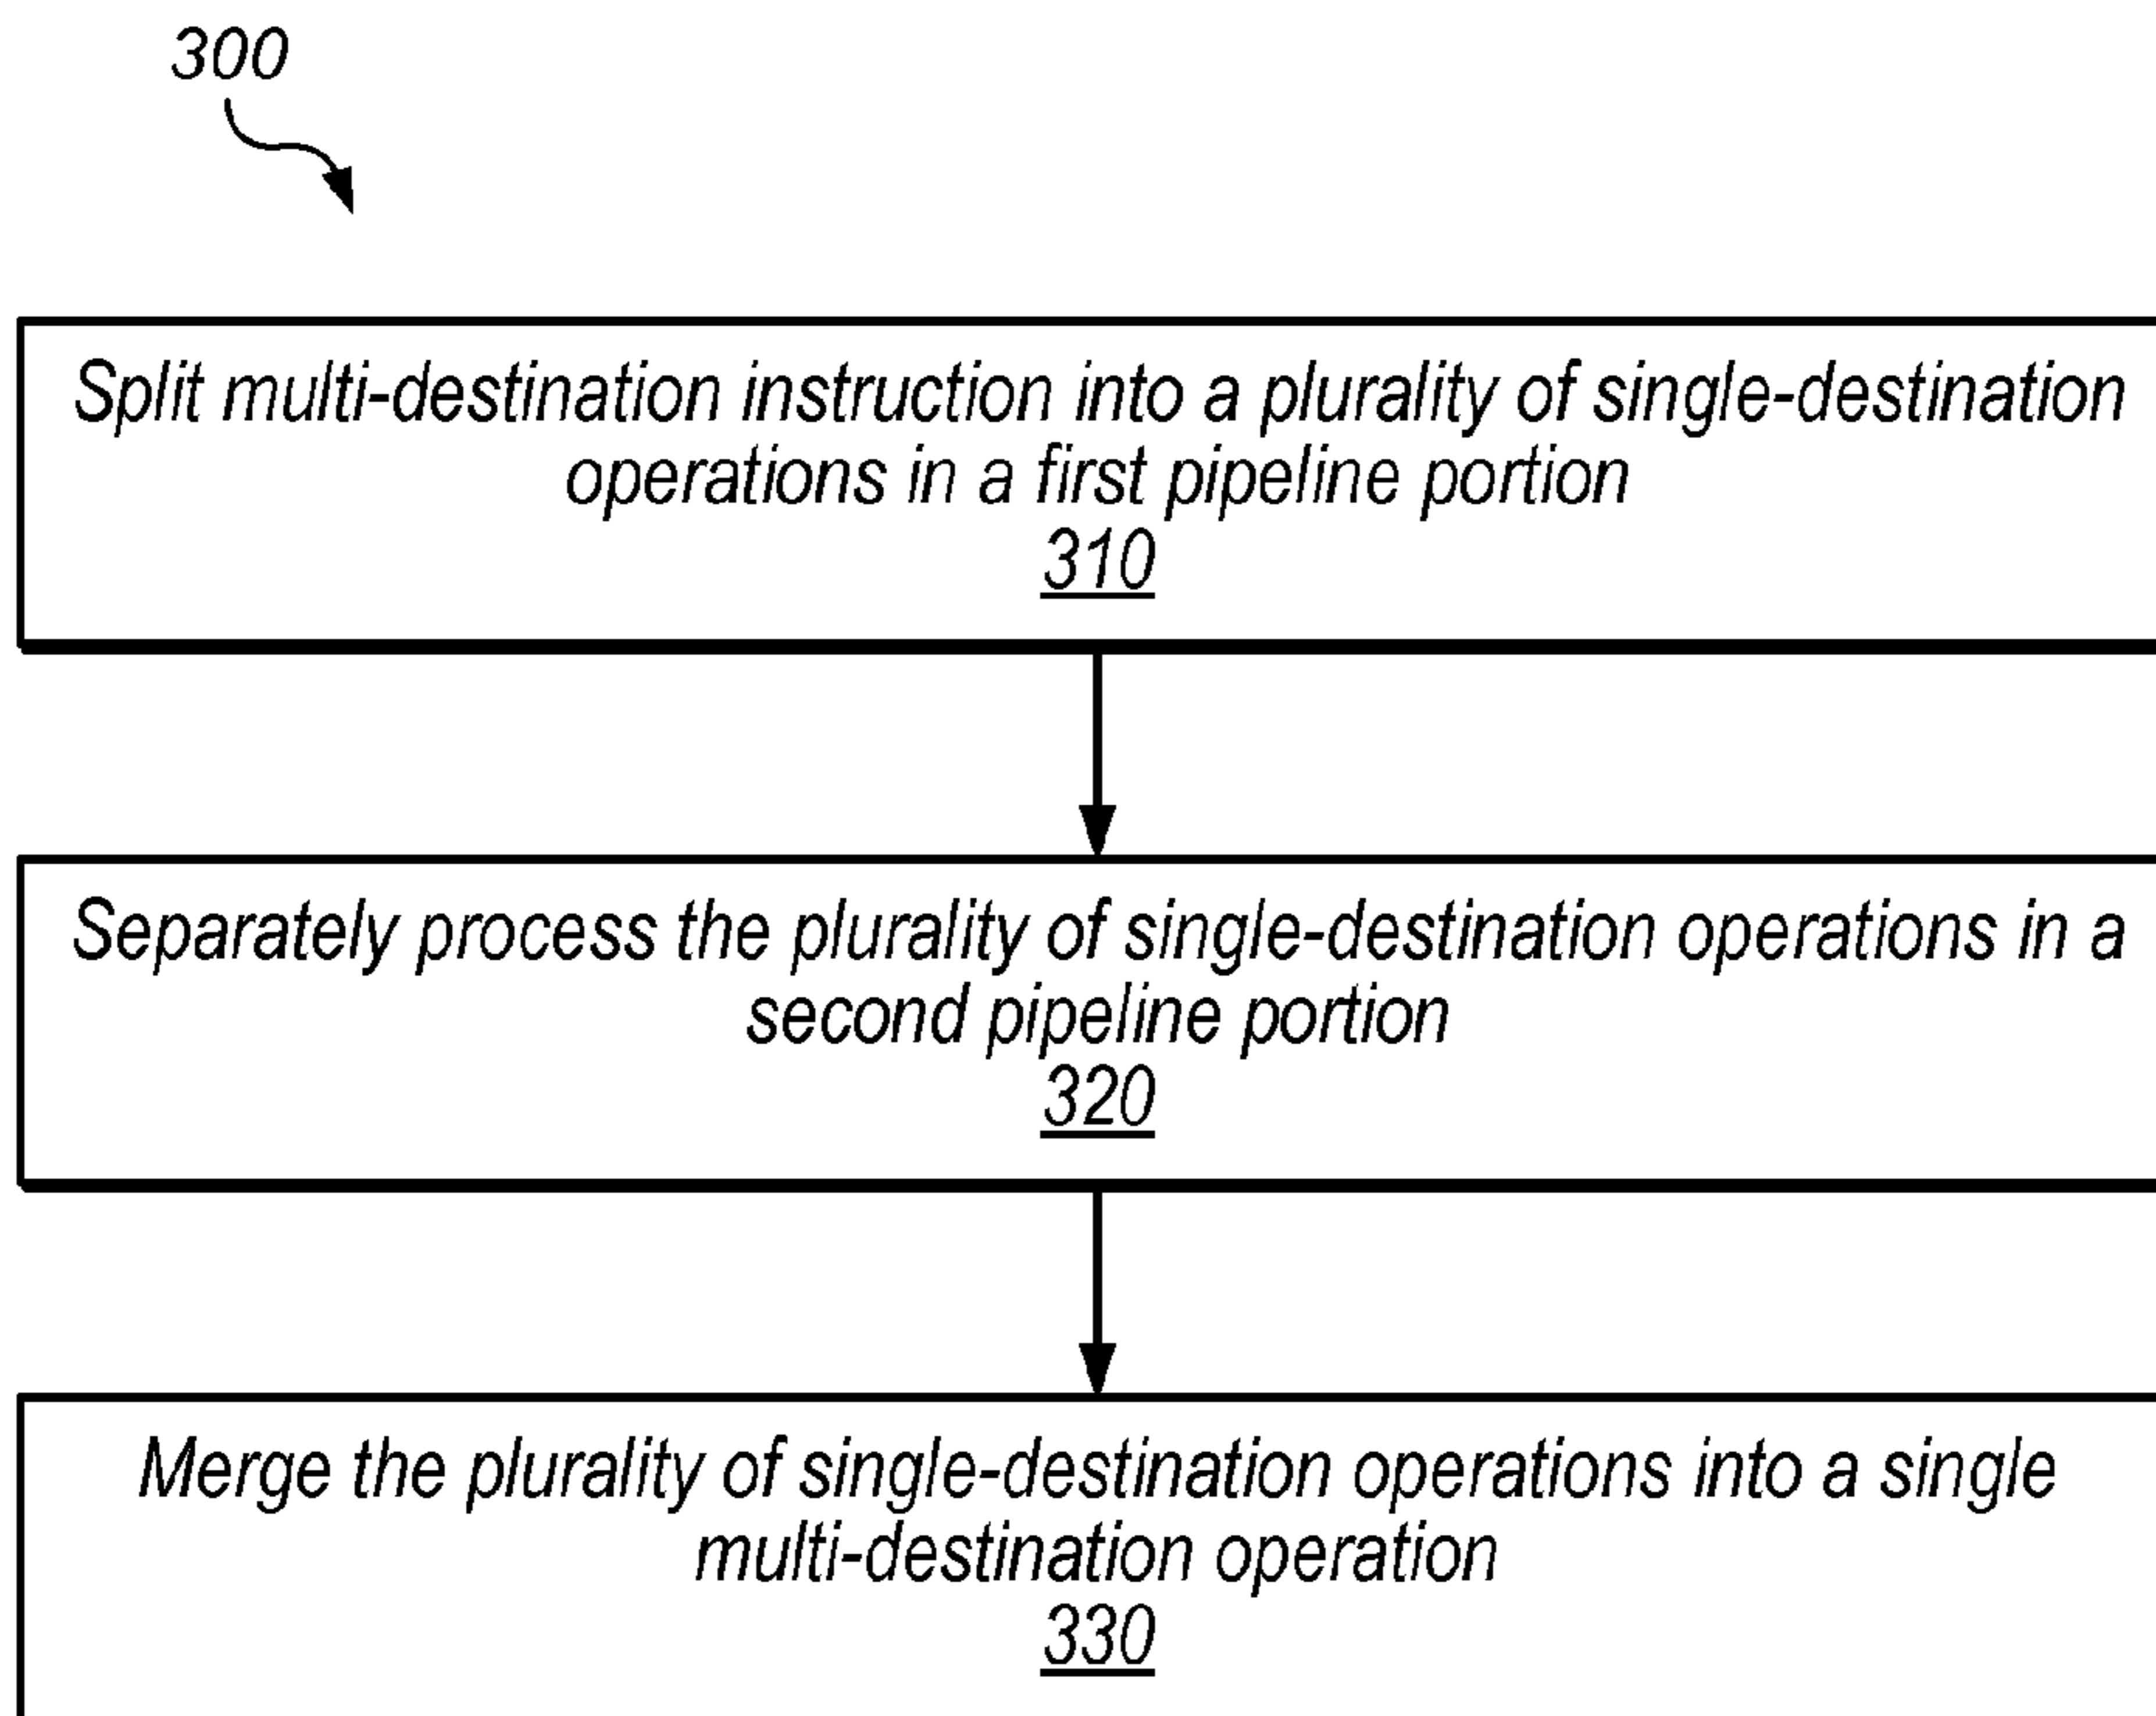 300
Split multi-destination instruction into a plurality of single-destination
operations in a first pipeline portion
310
Separately process the plurality of single-destination operations in a
second pipeline portion
320
Merge the plurality of single-destination operations into a single
multi-destination operation
330